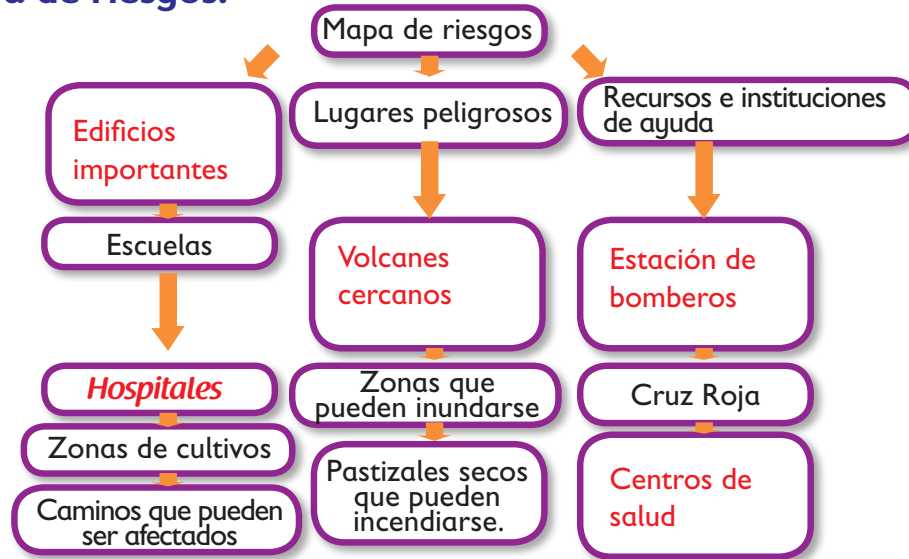 a de riesgos.
Mapa de riesgos
Edificios
importantes
Escuelas
Hospitales
Zonas de cultivos
Caminos que pueden
ser afectados
Lugares peligrosos
Volcanes
cercanos
Zonas que
pueden inundarse
Pastizales secos
que pueden
incendiarse.
Recursos e instituciones
de ayuda
Estación de
bomberos
Cruz Roja
Centros de
salud